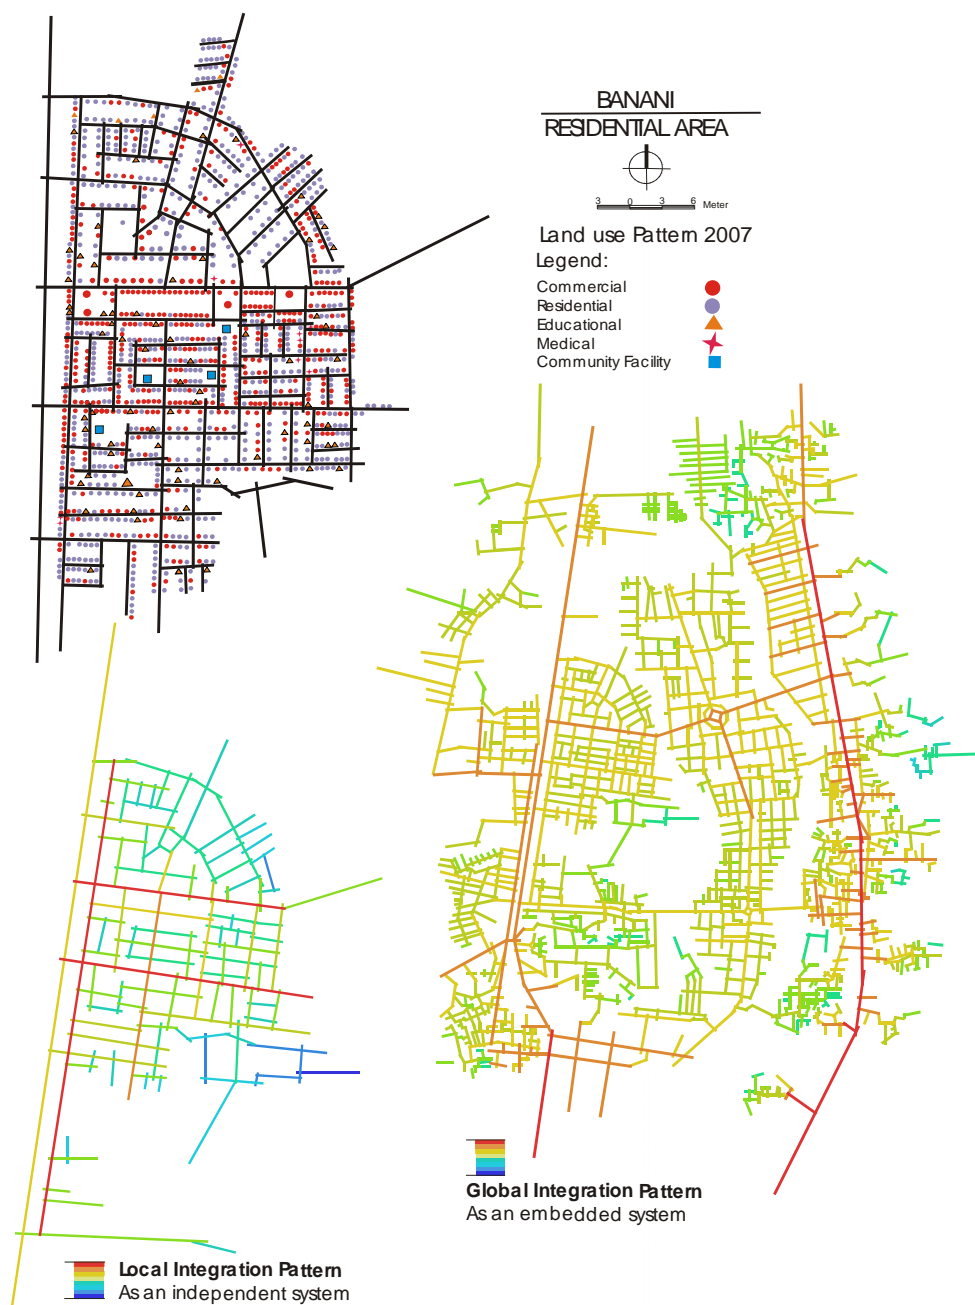 BANANI
RESIDENTIAL AREA
3 0 3 6 Meter
Land use Pattern 2007
Legend:
Commercial
Residential
Educational
Medical
Community Facility
Global Integration Pattern
As an embedded system
Local Integration Pattern
As an independent system